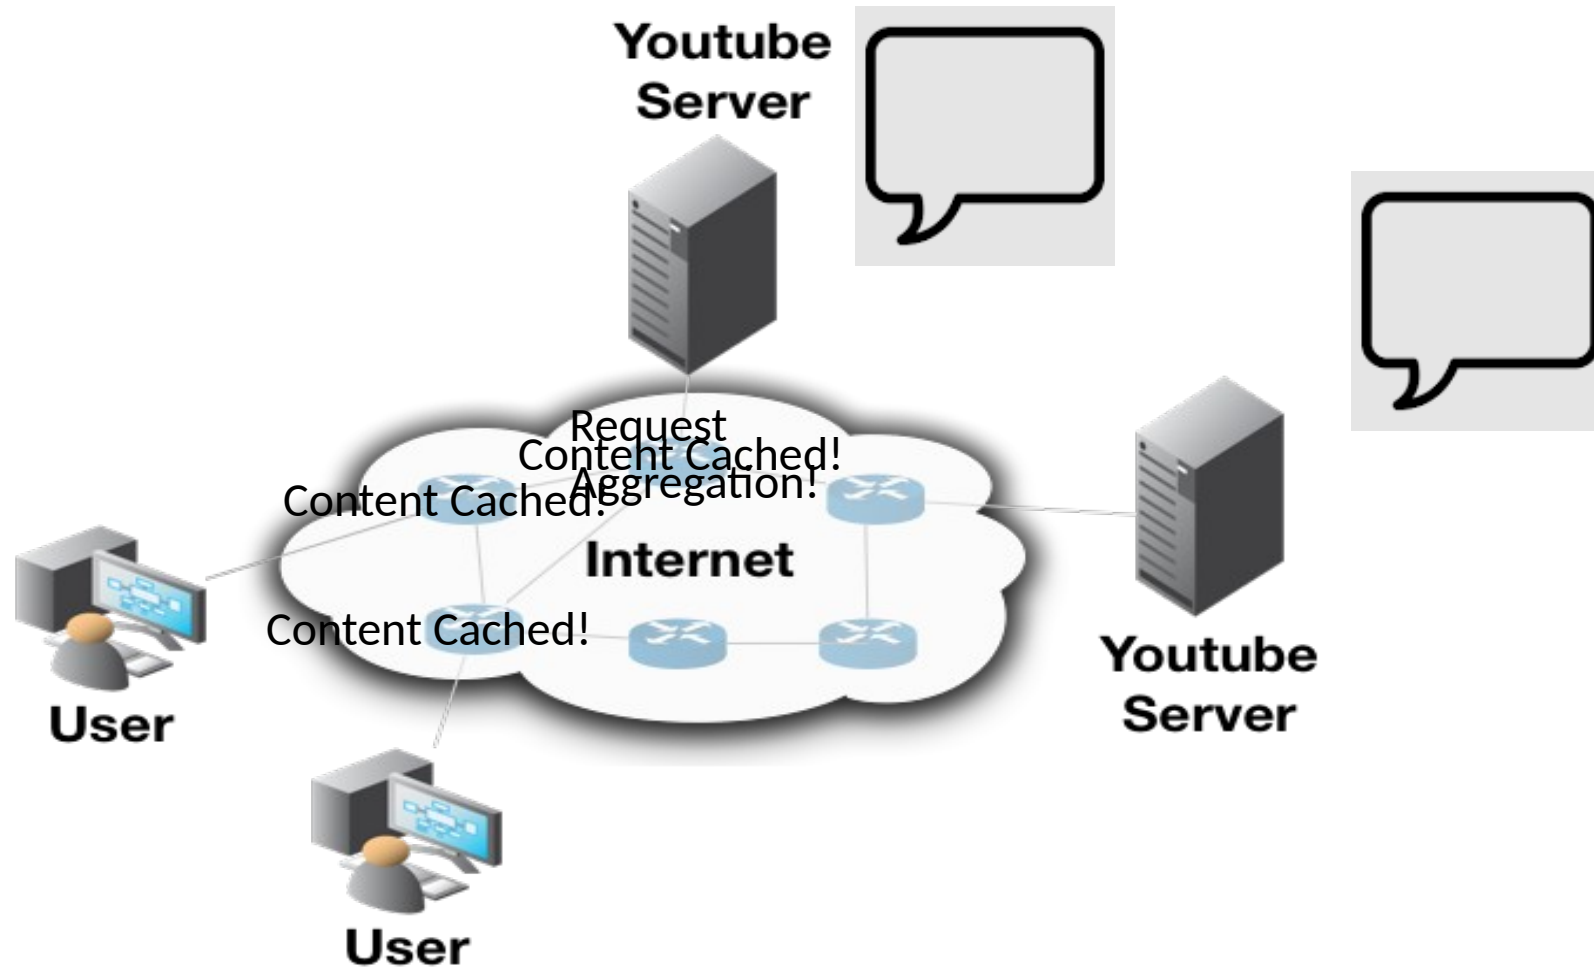 Youtube
Server
Request
Content Cached!
Aggregation!
Content Cached!
Internet
Content Cached!
User
Youtube
Server
User